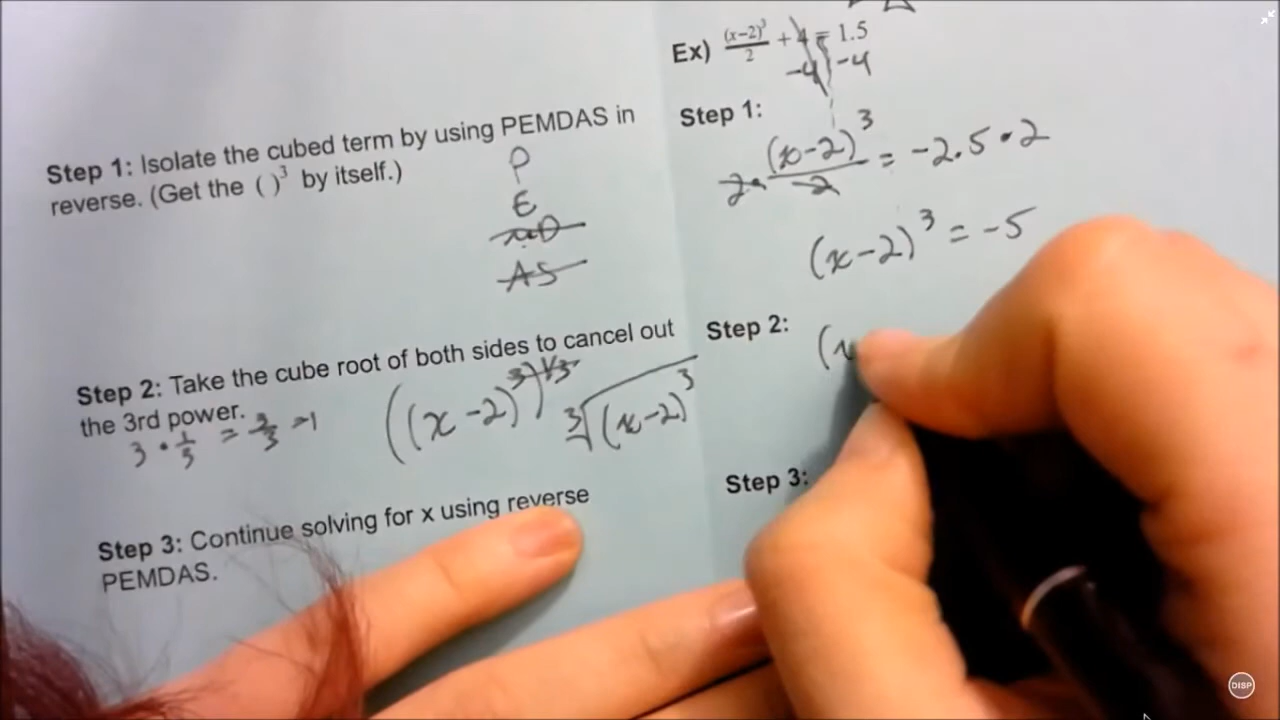 Ex) (x-2)³/2 + 4 = 1.5
-4 | -4
Step 1: Isolate the cubed term by using PEMDAS in
reverse. (Get the ( )³ by itself.)
P
E
MD
AS
Step 1:
2• (x-2)³/2 = -2.5 • 2
(x-2)³ = -5
Step 2: Take the cube root of both sides to cancel out
the 3rd power.
3 • 1/3 = 3/3 = 1
((x-2)³)^1/3
∛(x-2)³
Step 2:
(x
Step 3: Continue solving for x using reverse
PEMDAS.
Step 3:
DISP